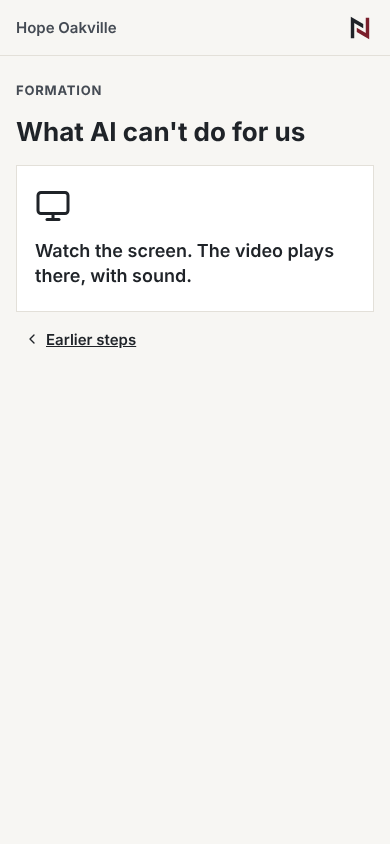 Hope Oakville
FORMATION
What AI can't do for us
Watch the screen. The video plays
there, with sound.
Earlier steps